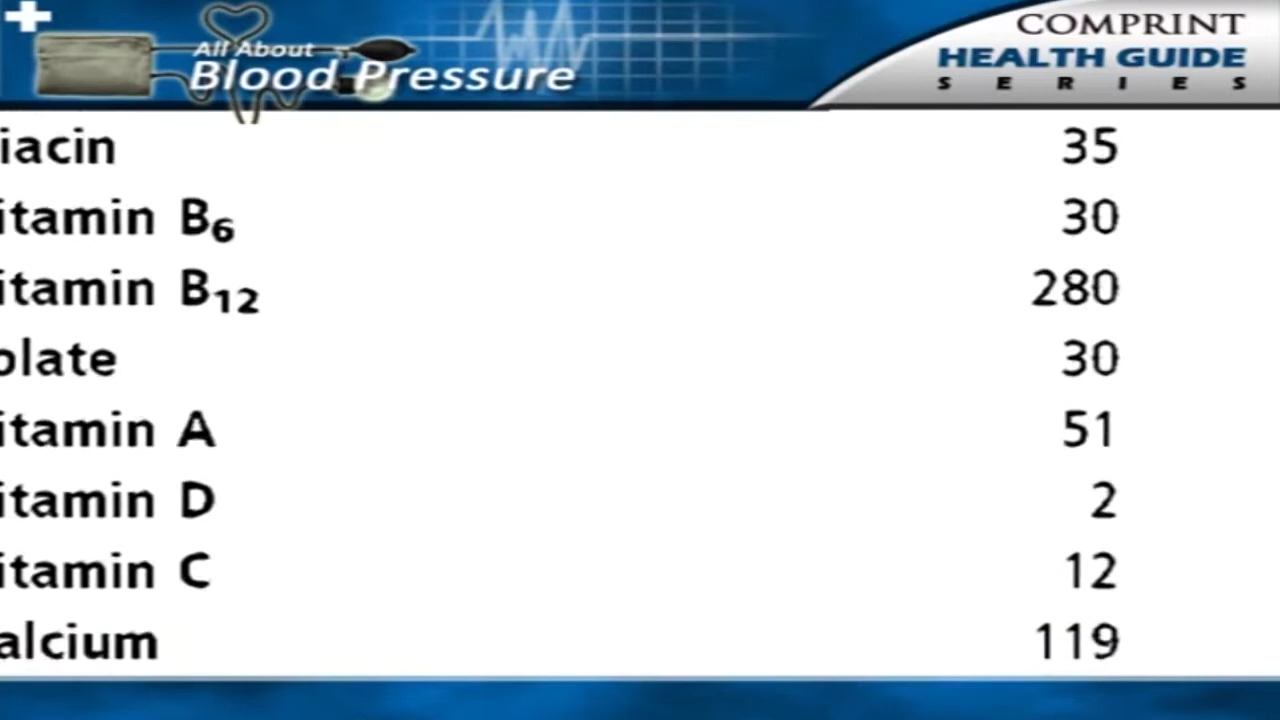 All About
Blood Pressure
COMPRINT
HEALTH GUIDE
SERIES
iacin 35
itamin B₆ 30
itamin B₁₂ 280
olate 30
itamin A 51
itamin D 2
itamin C 12
alcium 119